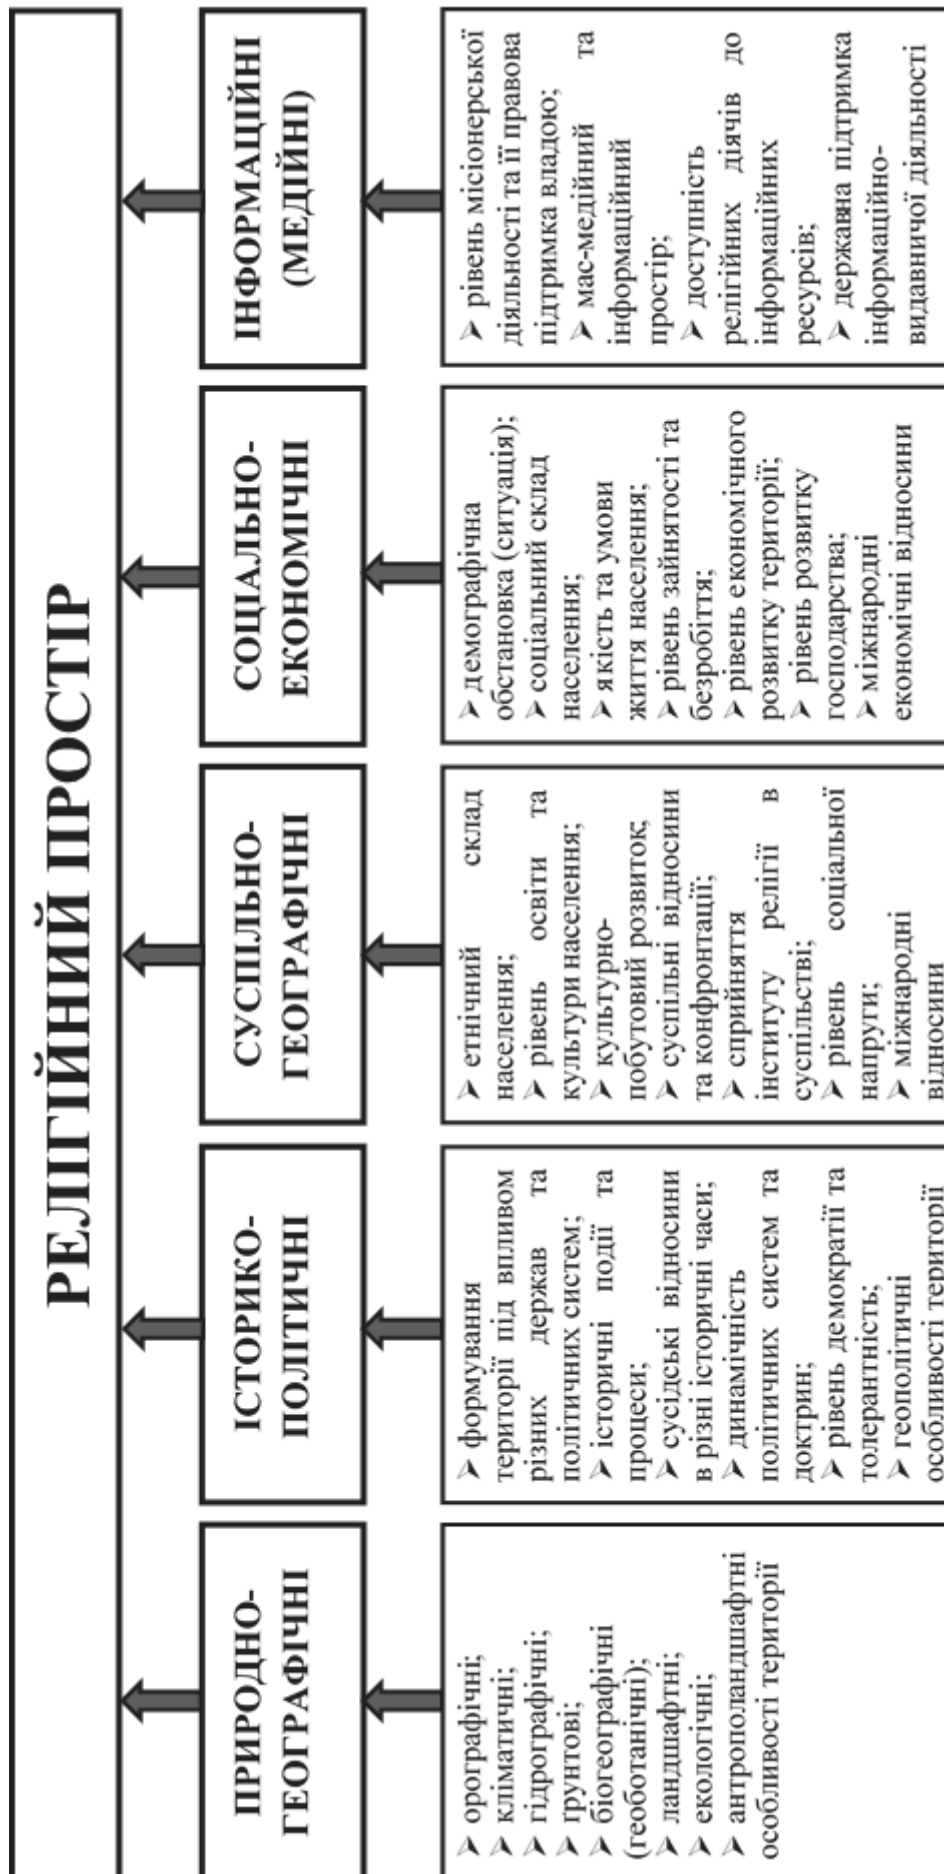 РЕЛІГІЙНИЙ ПРОСТІР
ПРИРОДНО-
ГЕОГРАФІЧНІ
➢ орографічні;
➢ кліматичні;
➢ гідрографічні;
➢ ґрунтові;
➢ біогеографічні
(геоботанічні);
➢ ландшафтні;
➢ екологічні;
➢ антрополандшафтні
особливості території
ІСТОРИКО-
ПОЛІТИЧНІ
➢ формування
території під впливом
різних держав та
політичних систем;
➢ історичні події та
процеси;
➢ сусідські відносини
в різні історичні часи;
➢ динамічність
політичних систем та
доктрин;
➢ рівень демократії та
толерантність;
➢ геополітичні
особливості території
СУСПІЛЬНО-
ГЕОГРАФІЧНІ
➢ етнічний склад
населення;
➢ рівень освіти та
культури населення;
➢ культурно-
побутовий розвиток;
➢ суспільні відносини
та конфронтації;
➢ сприйняття
інституту релігії в
суспільстві;
➢ рівень соціальної
напруги;
➢ міжнародні
відносини
СОЦІАЛЬНО-
ЕКОНОМІЧНІ
➢ демографічна
обстановка (ситуація);
➢ соціальний склад
населення;
➢ якість та умови
життя населення;
➢ рівень зайнятості та
безробіття;
➢ рівень економічного
розвитку території;
➢ рівень розвитку
господарства;
➢ міжнародні
економічні відносини
ІНФОРМАЦІЙНІ
(МЕДІЙНІ)
➢ рівень місіонерської
діяльності та її правова
підтримка владою;
➢ мас-медійний та
інформаційний
простір;
➢ доступність
релігійних діячів до
інформаційних
ресурсів;
➢ державна підтримка
інформаційно-
видавничої діяльності